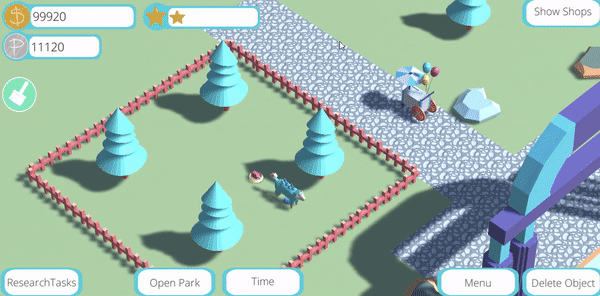 99920
Show Shops
11120
ResearchTasks
Open Park
Time
Menu
Delete Object